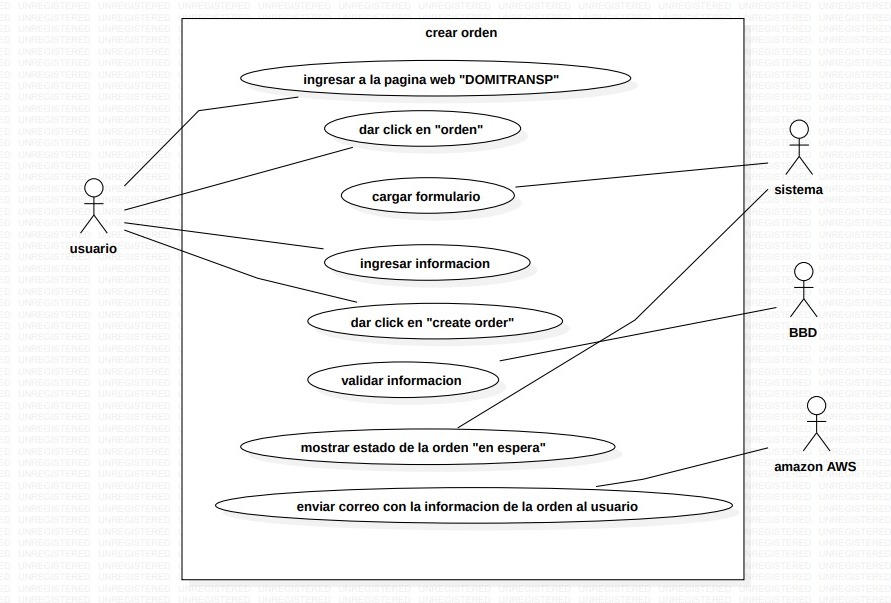 crear orden
ingresar a la pagina web "DOMITRANSP"
dar click en "orden"
cargar formulario
sistema
usuario
ingresar informacion
dar click en "create order"
BBD
validar informacion
mostrar estado de la orden "en espera"
amazon AWS
enviar correo con la informacion de la orden al usuario
UNREGISTERED